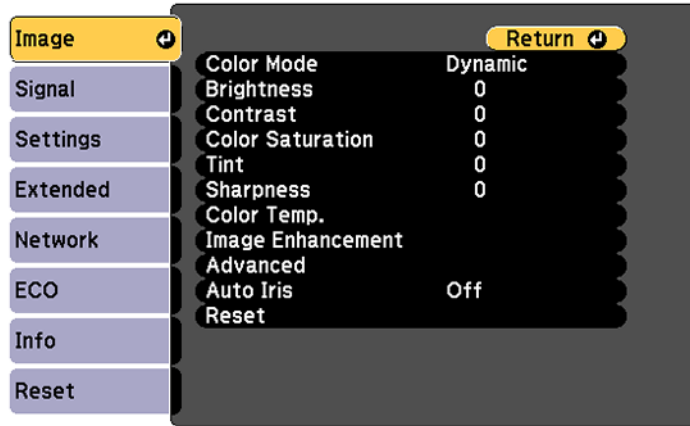 Image
Signal
Settings
Extended
Network
ECO
Info
Reset
Return
Color Mode Dynamic
Brightness 0
Contrast 0
Color Saturation 0
Tint 0
Sharpness 0
Color Temp.
Image Enhancement
Advanced
Auto Iris Off
Reset